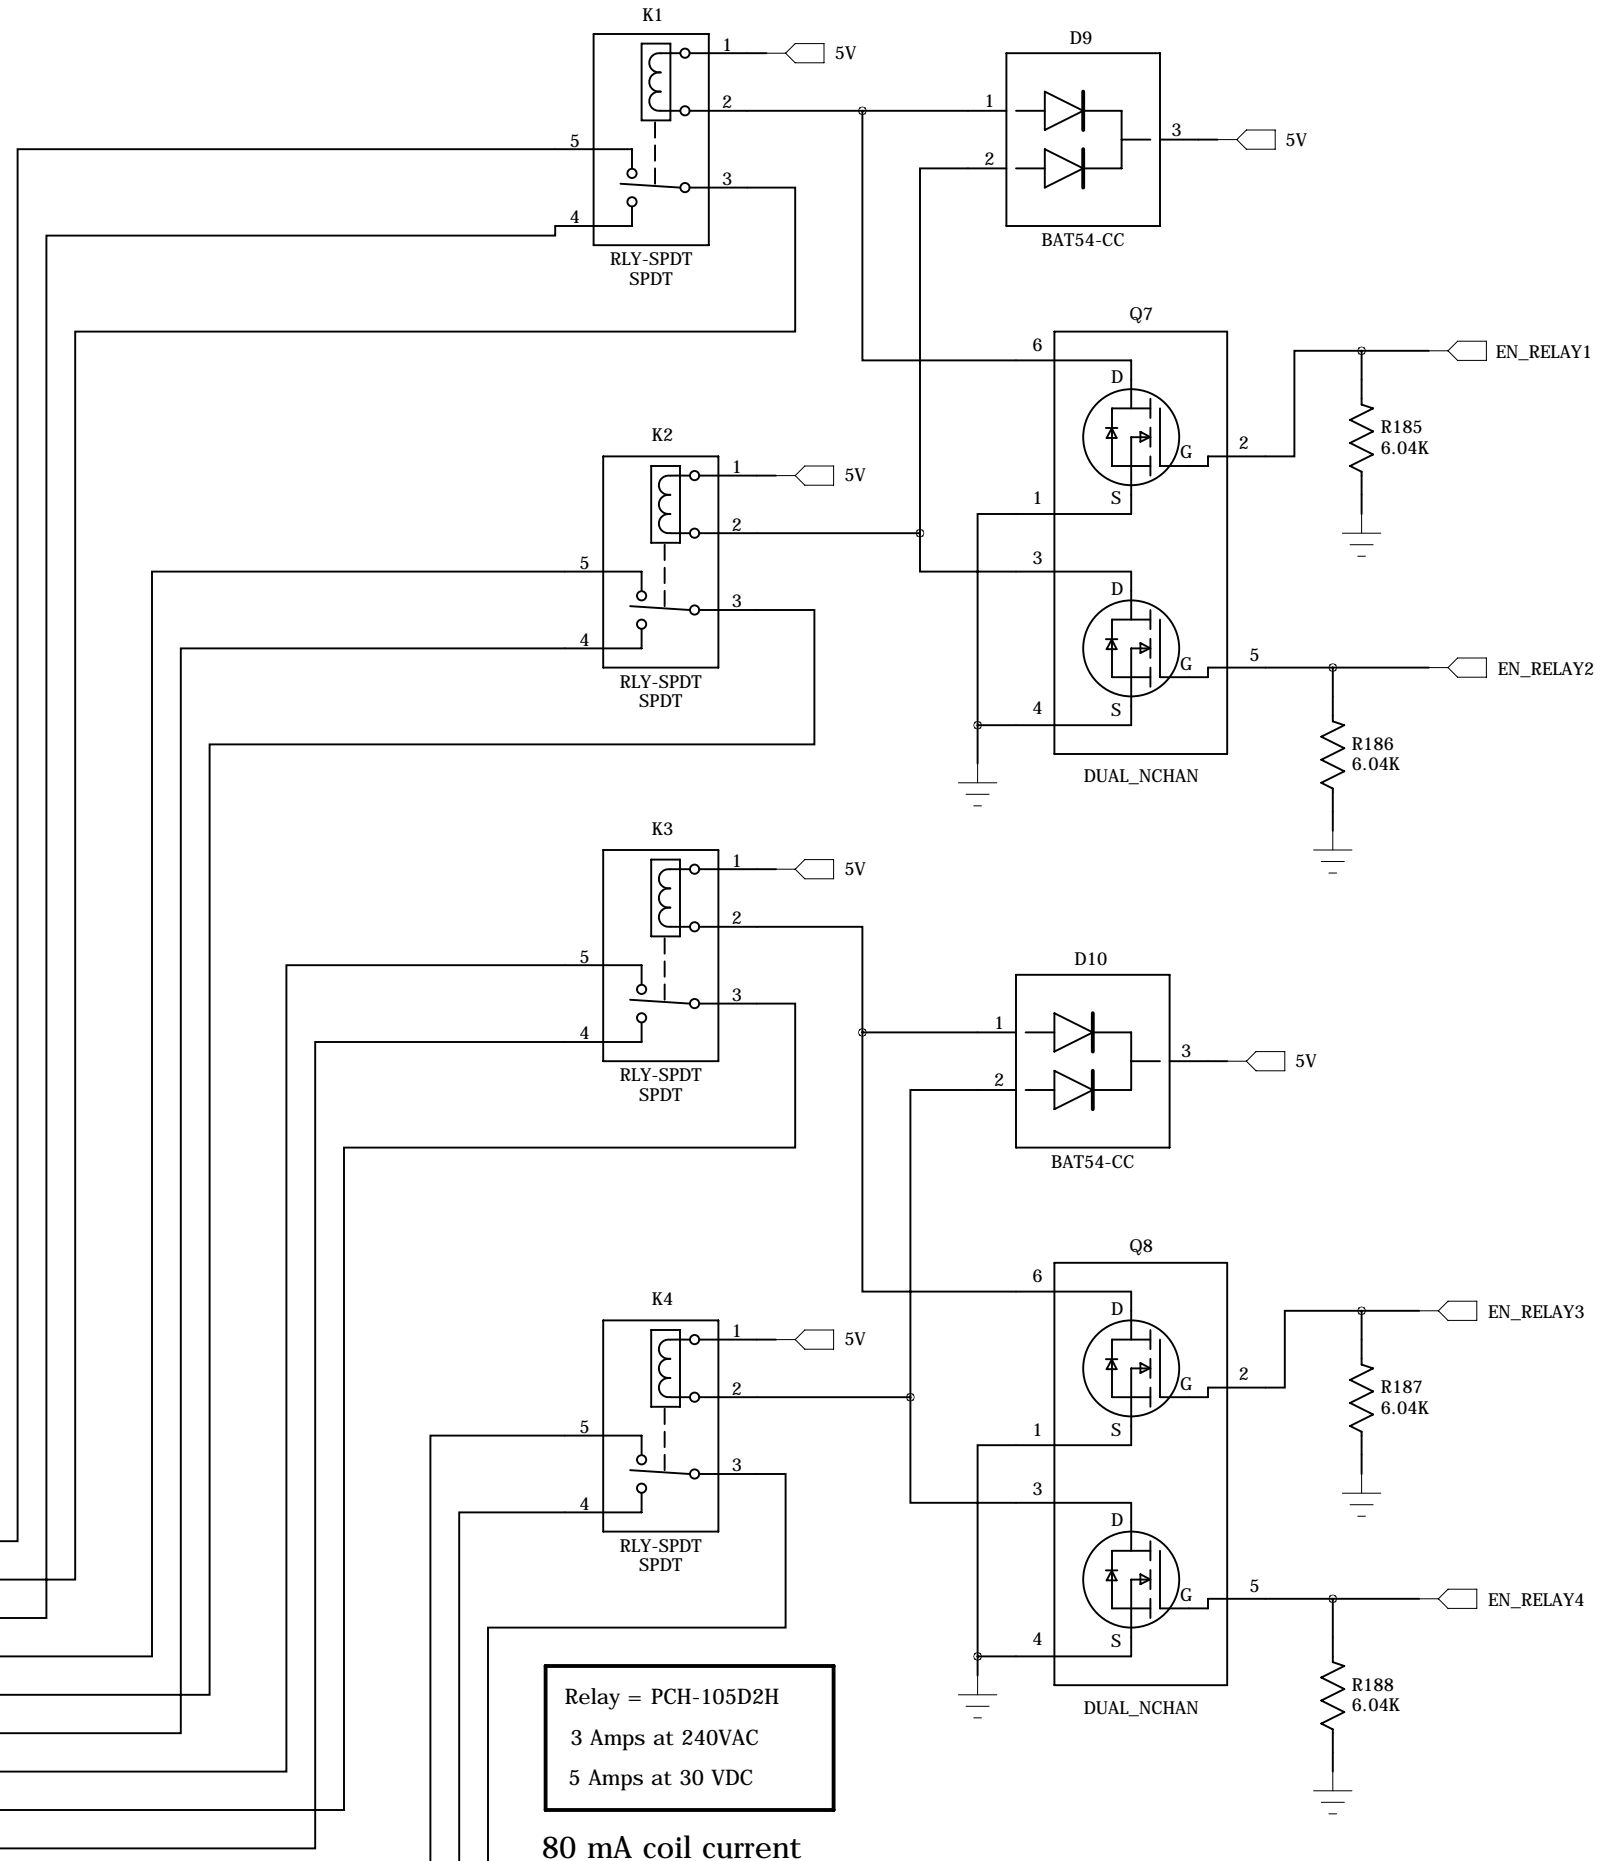 K1
1
5V
2
5
3
4
RLY-SPDT
SPDT
D9
1
2
3
5V
BAT54-CC
Q7
6
D
G
2
EN_RELAY1
R185
6.04K
1
S
3
D
G
5
EN_RELAY2
4
S
R186
6.04K
DUAL_NCHAN
K2
1
5V
2
5
3
4
RLY-SPDT
SPDT
K3
1
5V
2
5
3
4
RLY-SPDT
SPDT
D10
1
2
3
5V
BAT54-CC
Q8
6
D
G
2
EN_RELAY3
R187
6.04K
1
S
3
D
G
5
EN_RELAY4
4
S
R188
6.04K
DUAL_NCHAN
K4
1
5V
2
5
3
4
RLY-SPDT
SPDT
Relay = PCH-105D2H
3 Amps at 240VAC
5 Amps at 30 VDC
80 mA coil current